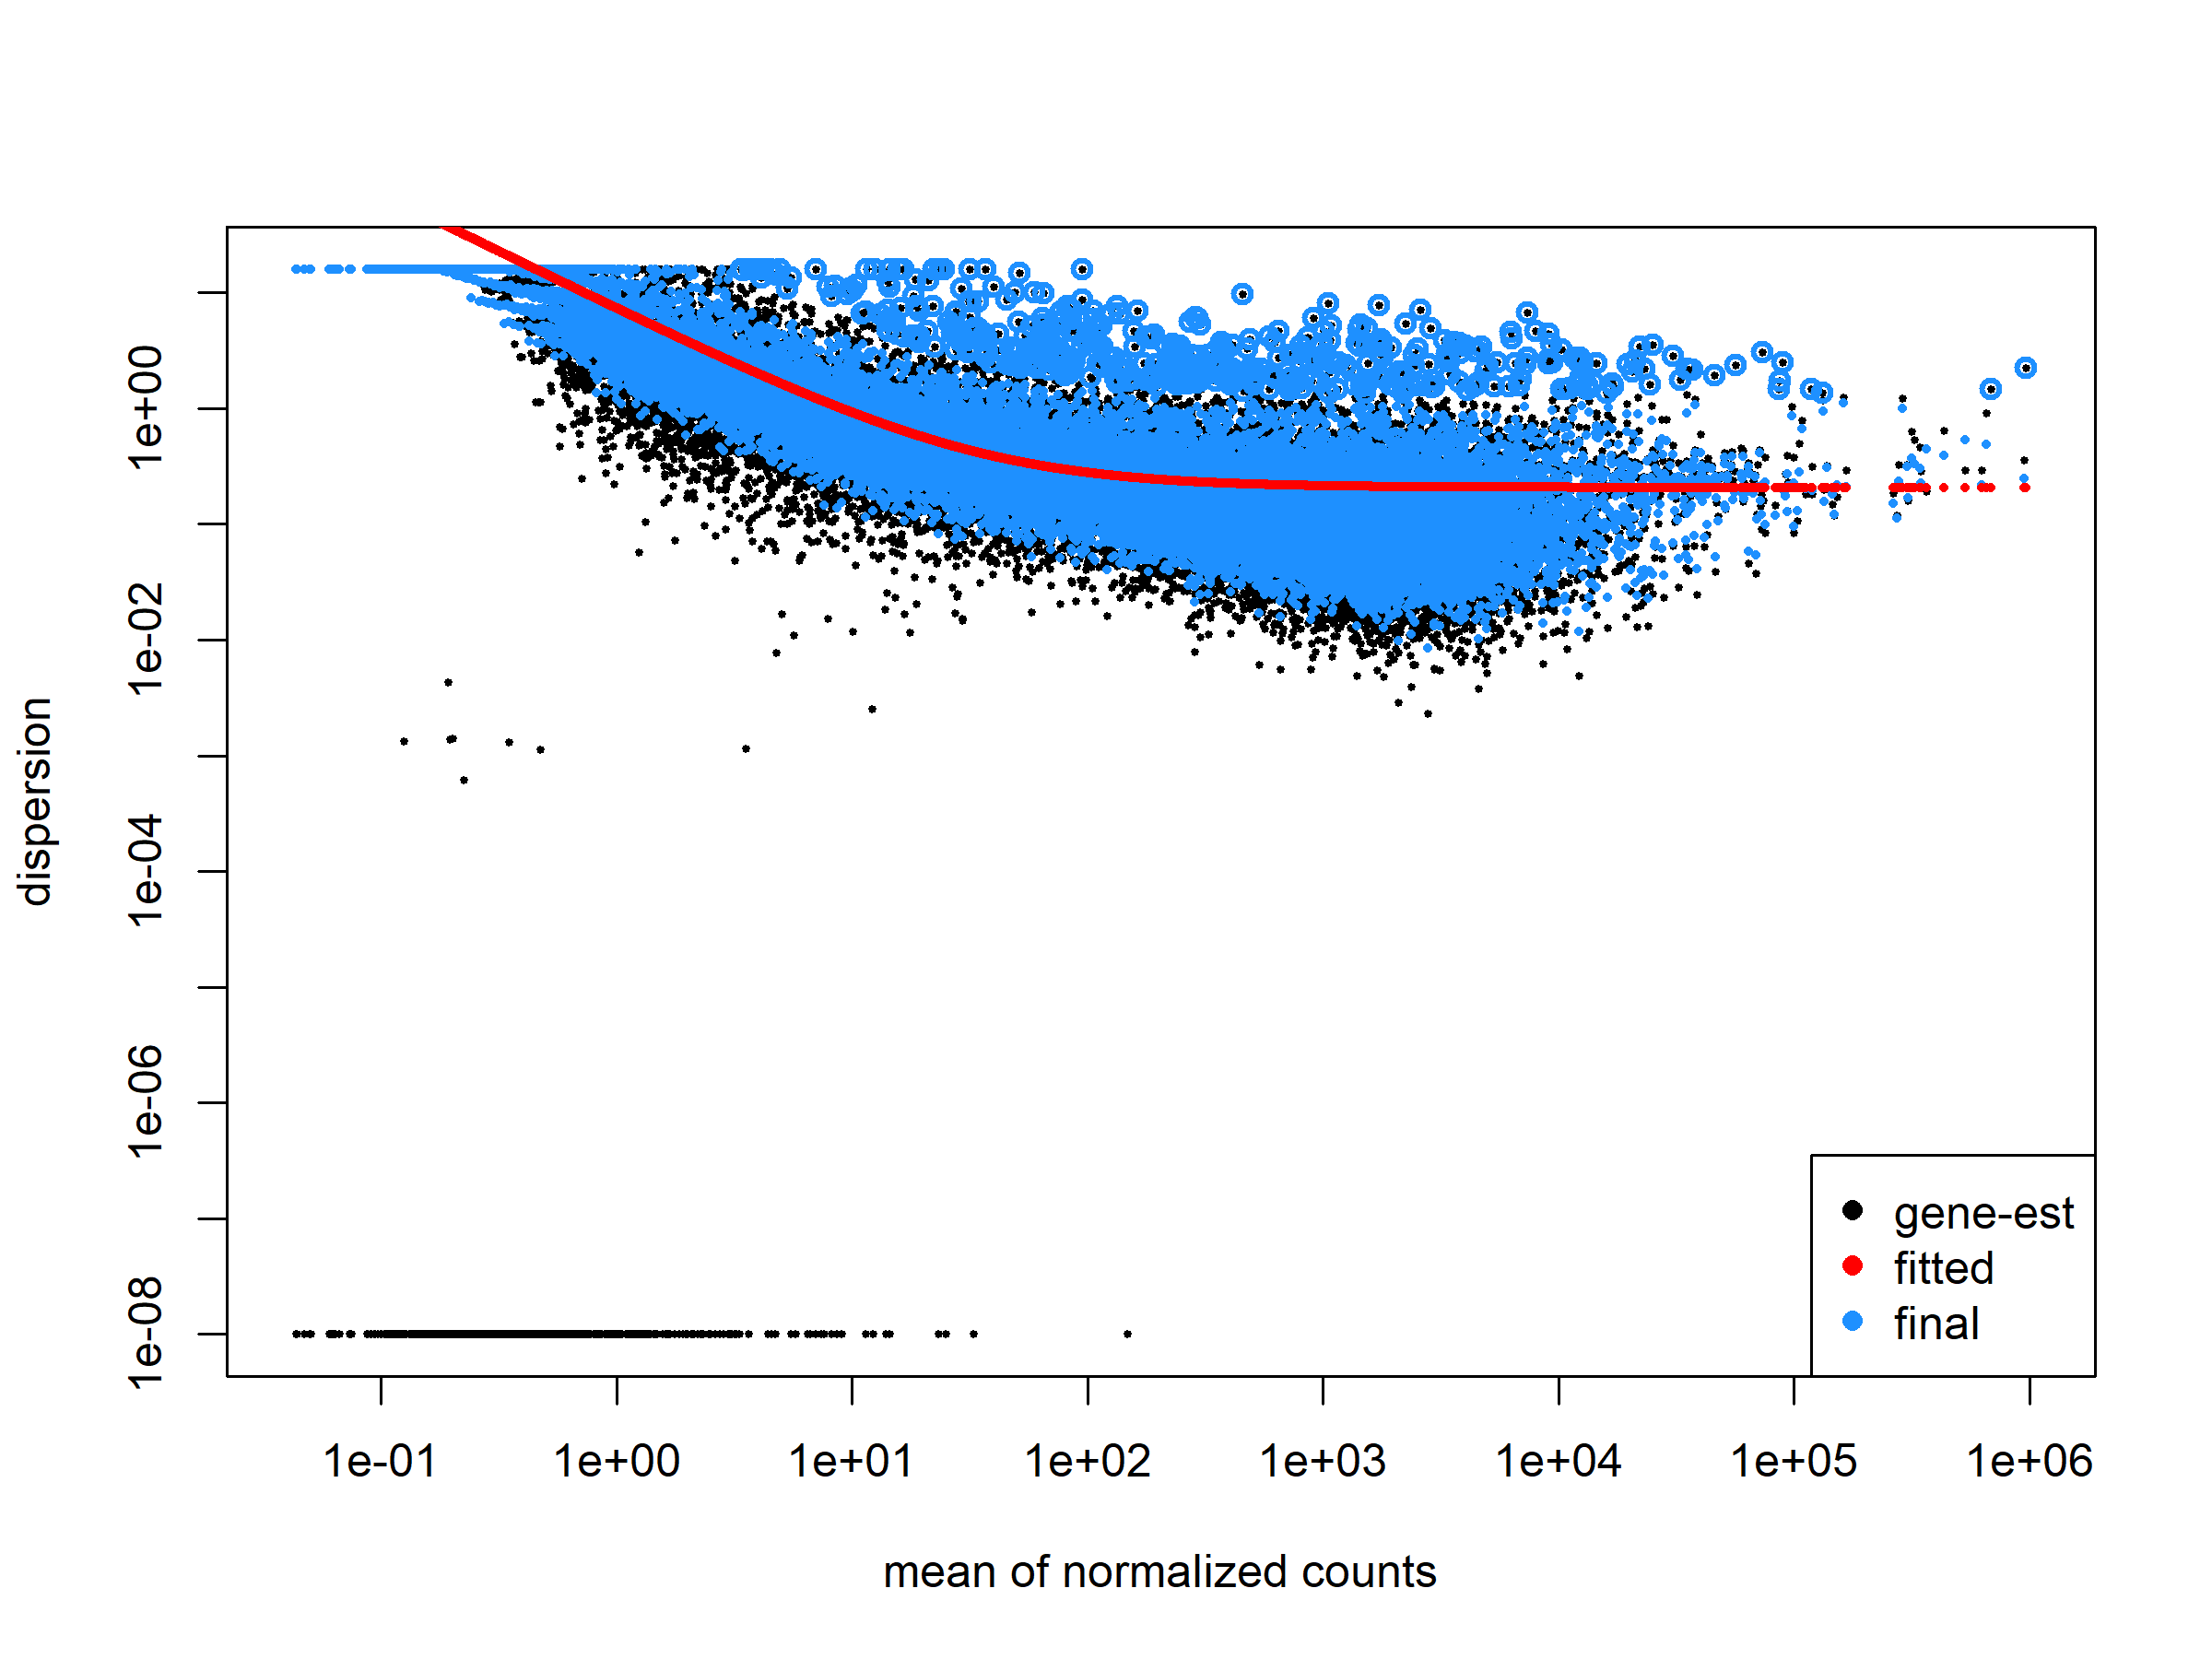 dispersion
1e+00
1e-02
1e-04
1e-06
1e-08
gene-est
fitted
final
1e-01 1e+00 1e+01 1e+02 1e+03 1e+04 1e+05 1e+06
mean of normalized counts